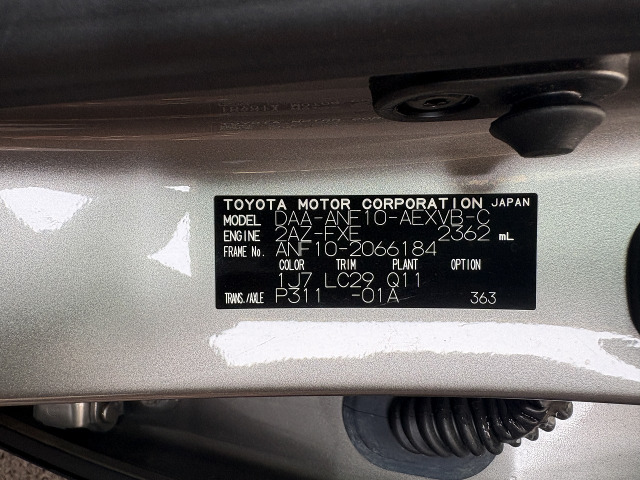 TOYOTA MOTOR CORPORATION JAPAN
MODEL DAA-ANF10-AEXVB-C
ENGINE 2AZ-FXE 2362 mL
FRAME No. ANF10-2066184
COLOR TRIM PLANT OPTION
1J7 LC29 Q11
TRANS./AXLE P311 -01A 363